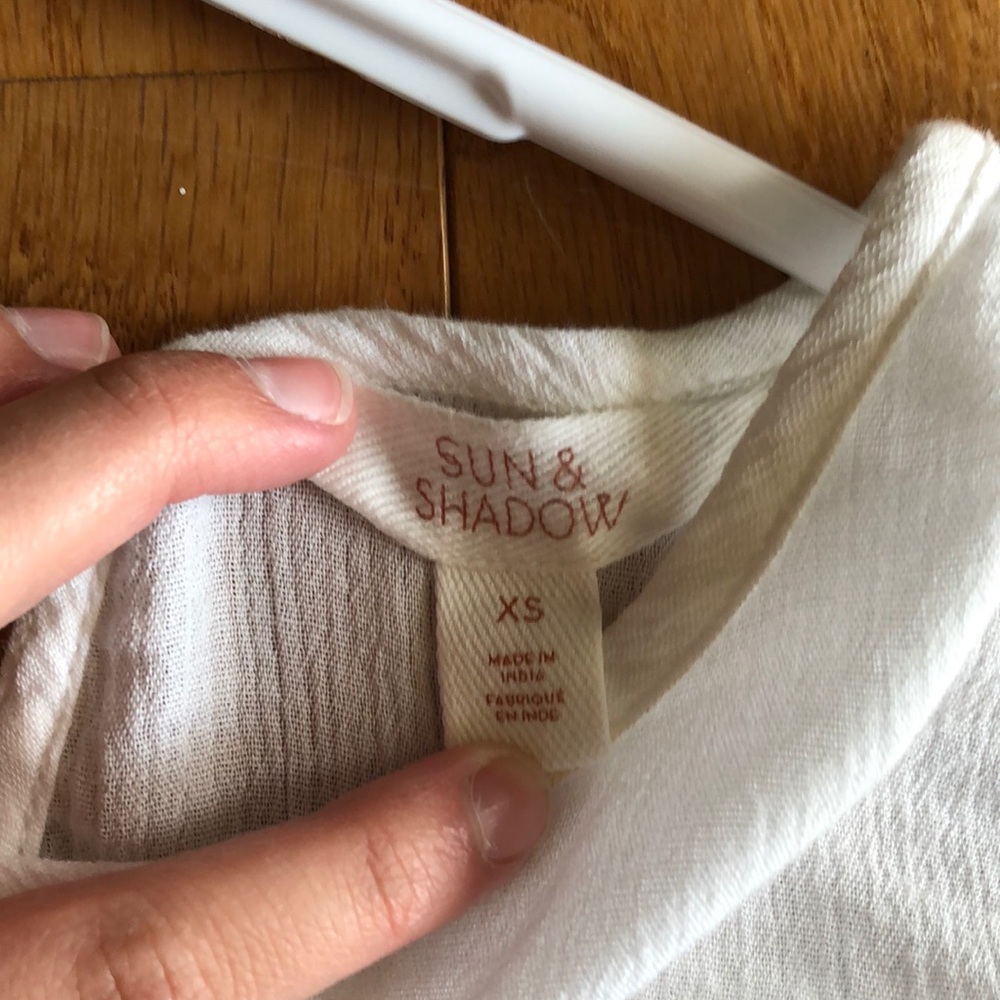 SUN &
SHADOW
XS
MADE IN
INDIA
FABRIQUÉ
EN INDE